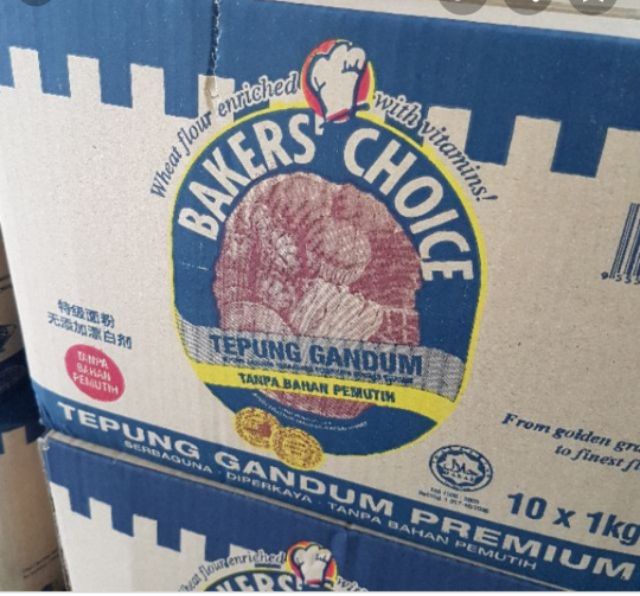 Wheat flour enriched with vitamins!
BAKERS' CHOICE
TEPUNG GANDUM
TANPA BAHAN PEMUTIH
特级面粉
无添加漂白剂
TANPA
BAHAN
PEMUTIH
From golden
to finest
10 x 1kg
TEPUNG GANDUM PREMIUM
SERBAGUNA · DIPERKAYA · TANPA BAHAN PEMUTIH
enriched